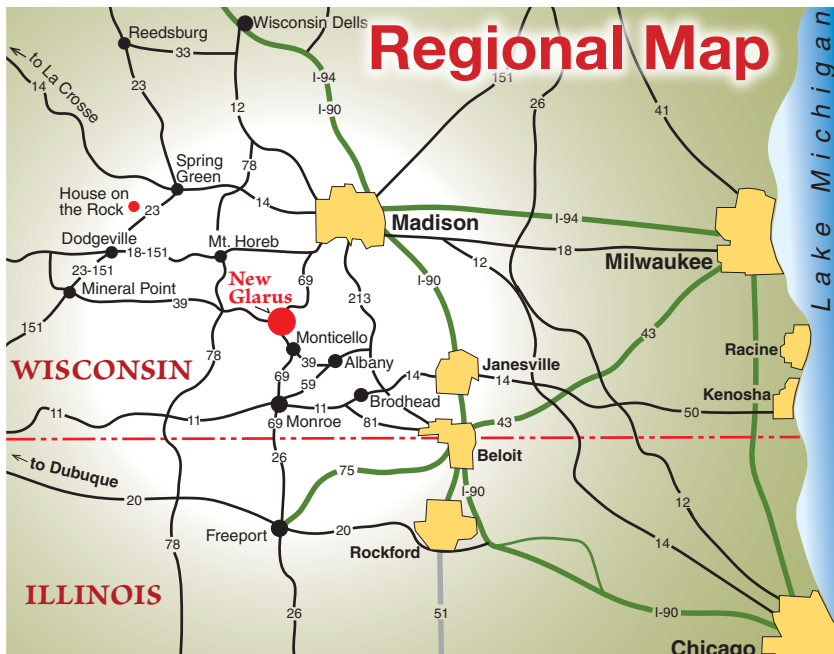 Regional Map
Lake Michigan
Wisconsin Dells
Reedsburg
33
I-94
I-90
151
26
41
to La Crosse
14
23
12
78
Spring
Green
House on
the Rock
23
14
Madison
I-94
Dodgeville
18-151
Mt. Horeb
18
12
Milwaukee
23-151
Mineral Point
39
New
Glarus
69
213
I-90
43
151
WISCONSIN
78
Monticello
39
Albany
69
59
14
Janesville
14
Racine
Kenosha
50
11
11
Monroe
11
Brodhead
81
43
69
26
Beloit
to Dubuque
20
75
I-90
12
Freeport
20
Rockford
14
78
ILLINOIS
26
51
I-90
Chicago